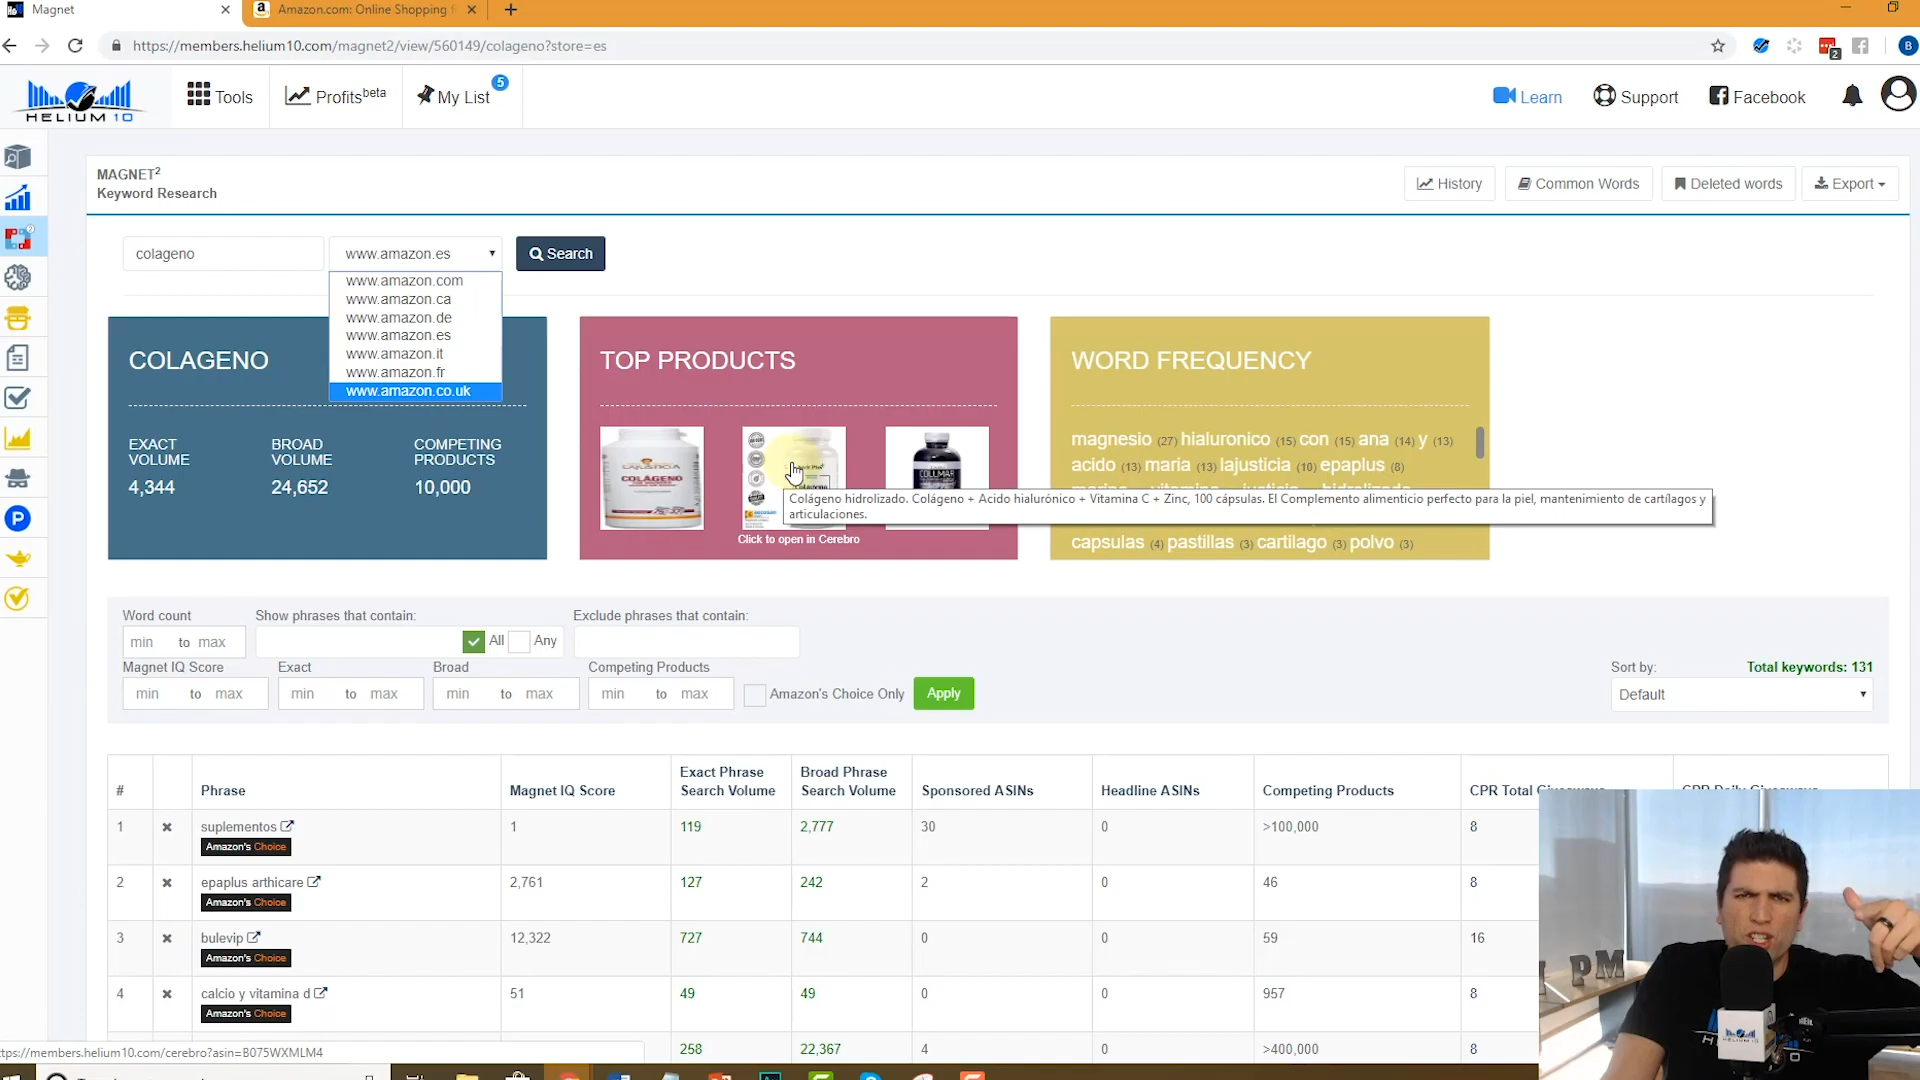 Magnet
Amazon.com: Online Shopping f
https://members.helium10.com/magnet2/view/560149/colageno?store=es
2
B
HELIUM 10
Tools
Profits beta
My List
5
Learn
Support
Facebook
MAGNET2
Keyword Research
History
Common Words
Deleted words
Export
colageno
www.amazon.es
Search
www.amazon.com
www.amazon.ca
www.amazon.de
www.amazon.es
www.amazon.it
www.amazon.fr
www.amazon.co.uk
COLAGENO
EXACT VOLUME
4,344
BROAD VOLUME
24,652
COMPETING PRODUCTS
10,000
TOP PRODUCTS
COLÁGENO
COLLMAR
Click to open in Cerebro
Colágeno hidrolizado. Colágeno + Acido hialurónico + Vitamina C + Zinc, 100 cápsulas. El Complemento alimenticio perfecto para la piel, mantenimiento de cartílagos y
articulaciones.
WORD FREQUENCY
magnesio (27) hialuronico (15) con (15) ana (14) y (13)
acido (13) maria (13) lajusticia (10) epaplus (8)
capsulas (4) pastillas (3) cartilago (3) polvo (3)
Word count
min to max
Show phrases that contain:
All Any
Exclude phrases that contain:
Magnet IQ Score
min to max
Exact
min to max
Broad
min to max
Competing Products
min to max
Amazon's Choice Only
Apply
Sort by:
Total keywords: 131
Default
# Phrase Magnet IQ Score Exact Phrase Search Volume Broad Phrase Search Volume Sponsored ASINs Headline ASINs Competing Products CPR Total
1 suplementos 1 119 2,777 30 0 >100,000 8
Amazon's Choice
2 epaplus arthicare 2,761 127 242 2 0 46 8
Amazon's Choice
3 bulevip 12,322 727 744 0 0 59 16
Amazon's Choice
4 calcio y vitamina d 51 49 49 0 0 957 8
Amazon's Choice
258 22,367 4 0 >400,000 8
tps://members.helium10.com/cerebro?asin=B075WXMLM4
PM